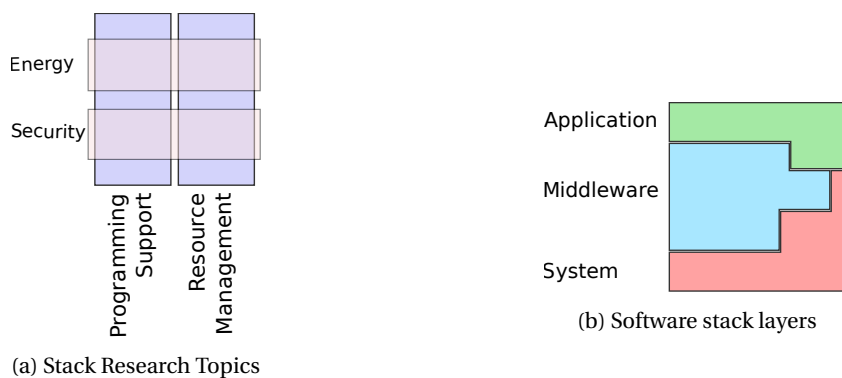 Energy
Security
Programming
Support
Resource
Management
(a) Stack Research Topics
Application
Middleware
System
(b) Software stack layers